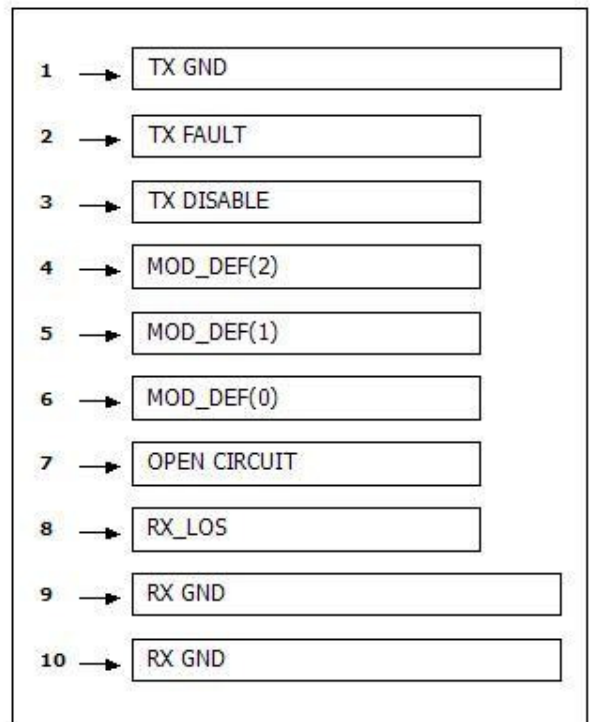 1 TX GND
2 TX FAULT
3 TX DISABLE
4 MOD_DEF(2)
5 MOD_DEF(1)
6 MOD_DEF(0)
7 OPEN CIRCUIT
8 RX_LOS
9 RX GND
10 RX GND